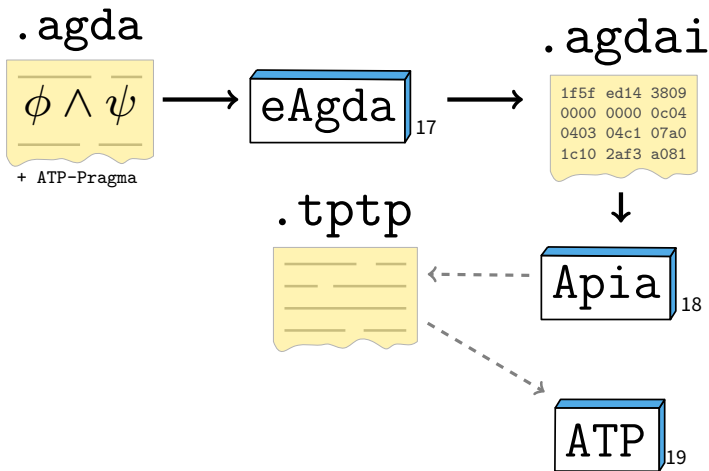 .agda
ϕ ∧ ψ
+ ATP-Pragma
eAgda
17
.agdai
1f5f ed14 3809
0000 0000 0c04
0403 04c1 07a0
1c10 2af3 a081
.tptp
Apia
18
ATP
19